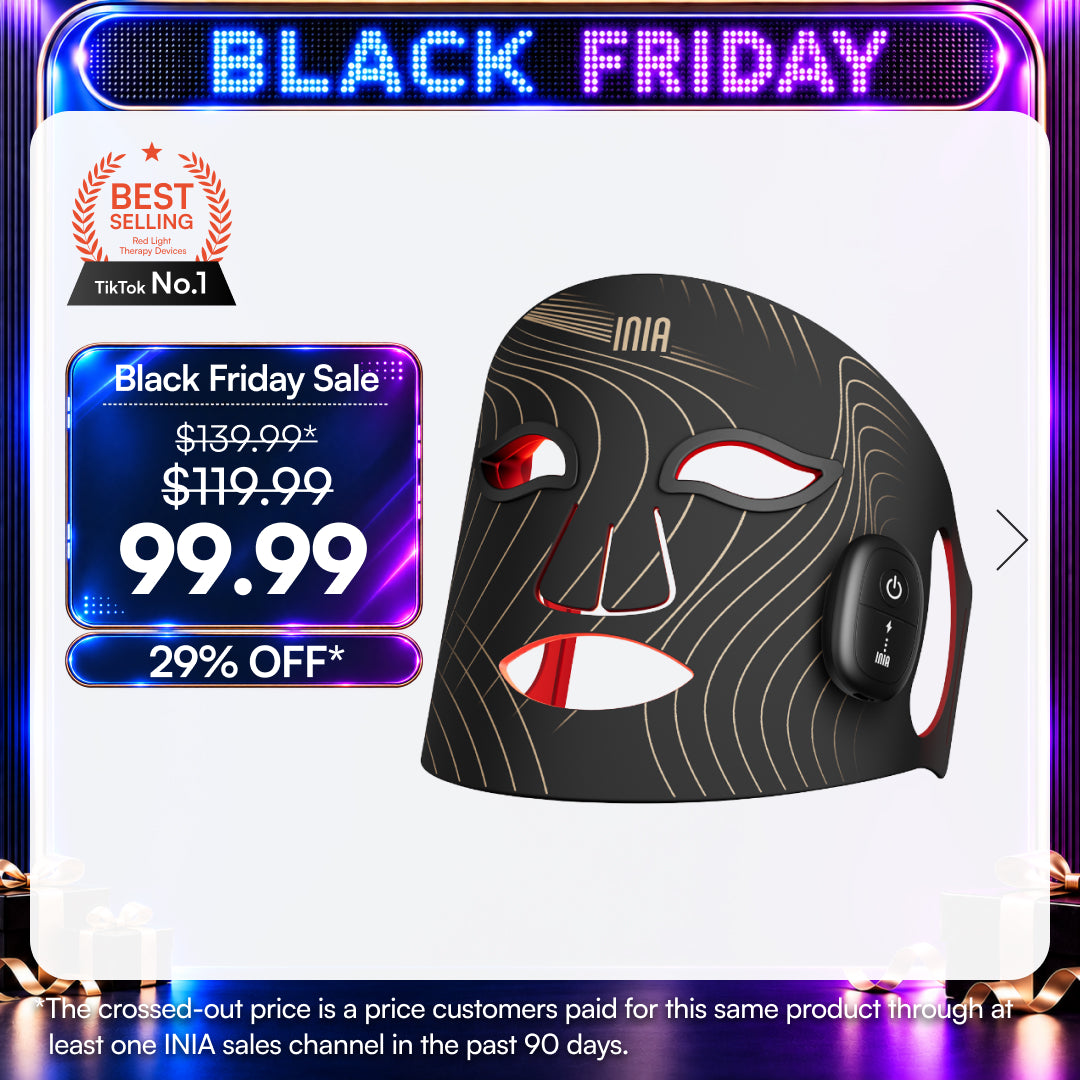 BLACK FRIDAY
BEST
SELLING
Red Light
Therapy Devices
TikTok No.1
Black Friday Sale
$139.99*
$119.99
99.99
29% OFF*
INIA
INIA
*The crossed-out price is a price customers paid for this same product through at
least one INIA sales channel in the past 90 days.